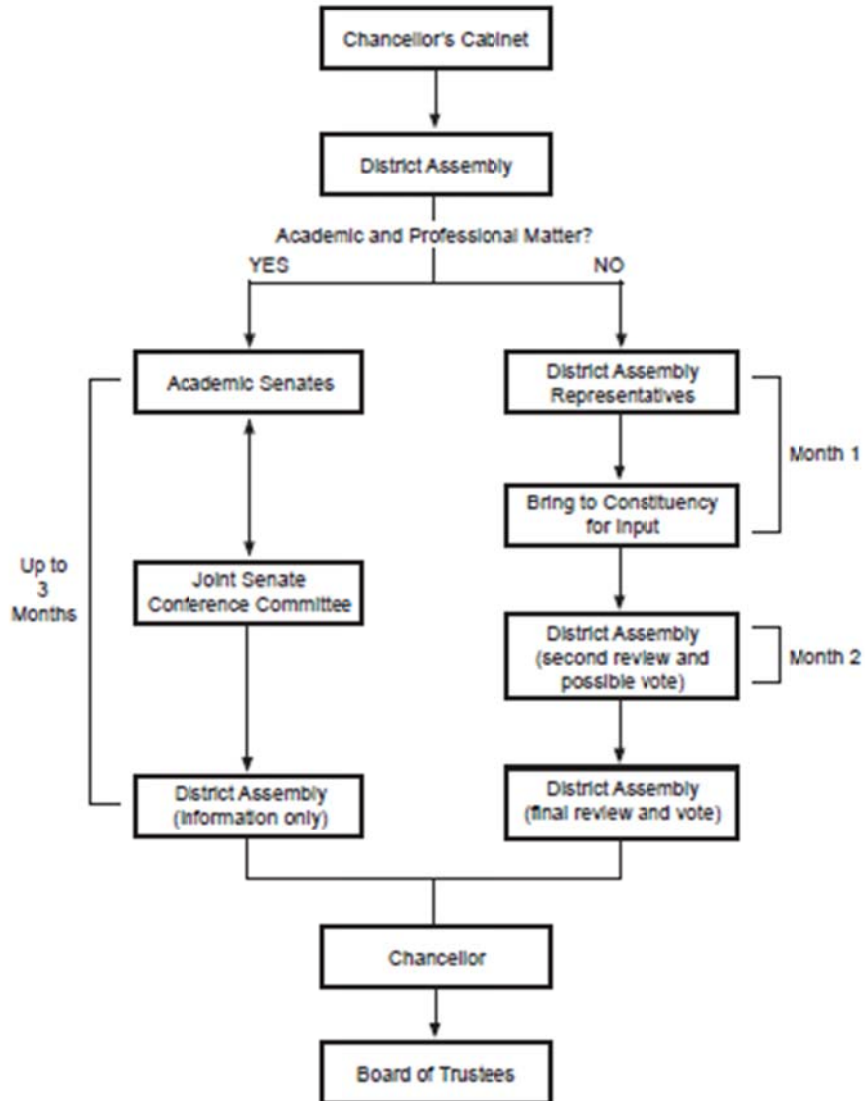 Chancellor's Cabinet
District Assembly
Academic and Professional Matter?
YES
NO
Academic Senates
District Assembly
Representatives
Month 1
Bring to Constituency
for Input
Up to
3
Months
Joint Senate
Conference Committee
District Assembly
(second review and
possible vote)
Month 2
District Assembly
(information only)
District Assembly
(final review and vote)
Chancellor
Board of Trustees